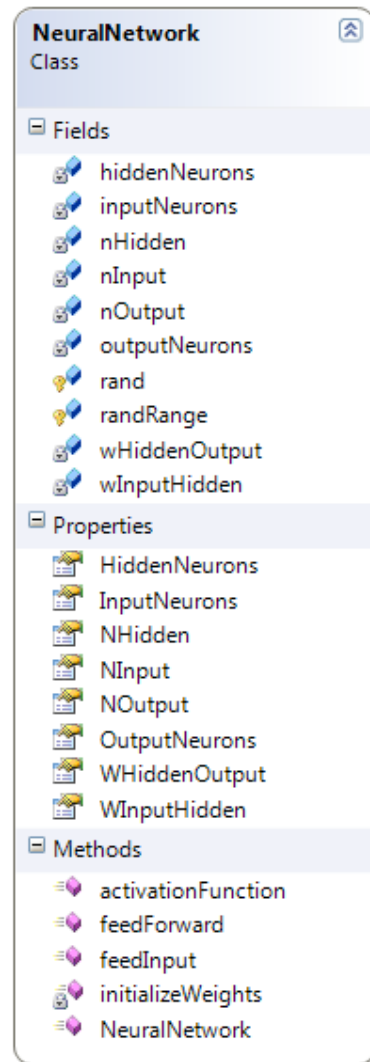 NeuralNetwork
Class
Fields
hiddenNeurons
inputNeurons
nHidden
nInput
nOutput
outputNeurons
rand
randRange
wHiddenOutput
wInputHidden
Properties
HiddenNeurons
InputNeurons
NHidden
NInput
NOutput
OutputNeurons
WHiddenOutput
WInputHidden
Methods
activationFunction
feedForward
feedInput
initializeWeights
NeuralNetwork